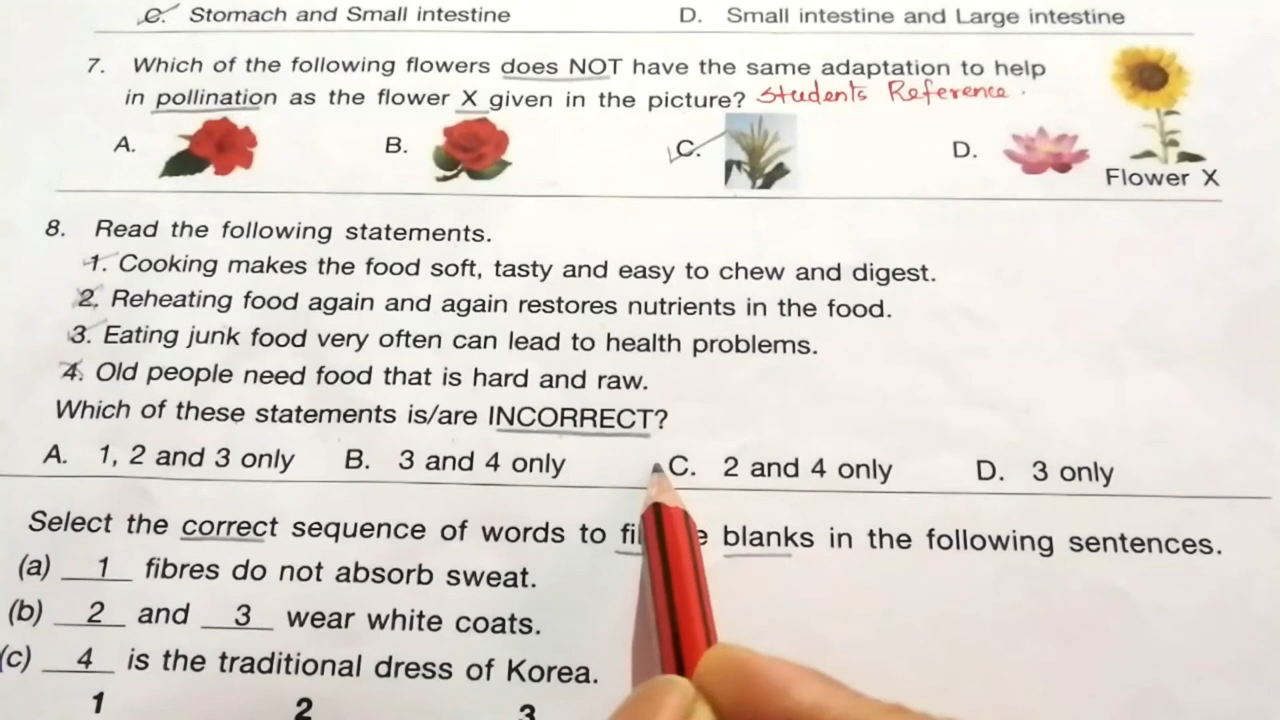 C. Stomach and Small intestine D. Small intestine and Large intestine
7. Which of the following flowers does NOT have the same adaptation to help
in pollination as the flower X given in the picture? Students Reference.
A. B. C. D.
Flower X
8. Read the following statements.
1. Cooking makes the food soft, tasty and easy to chew and digest.
2. Reheating food again and again restores nutrients in the food.
3. Eating junk food very often can lead to health problems.
4. Old people need food that is hard and raw.
Which of these statements is/are INCORRECT?
A. 1, 2 and 3 only B. 3 and 4 only C. 2 and 4 only D. 3 only
Select the correct sequence of words to blanks in the following sentences.
(a) 1 fibres do not absorb sweat.
(b) 2 and 3 wear white coats.
(c) 4 is the traditional dress of Korea.
1 2 3